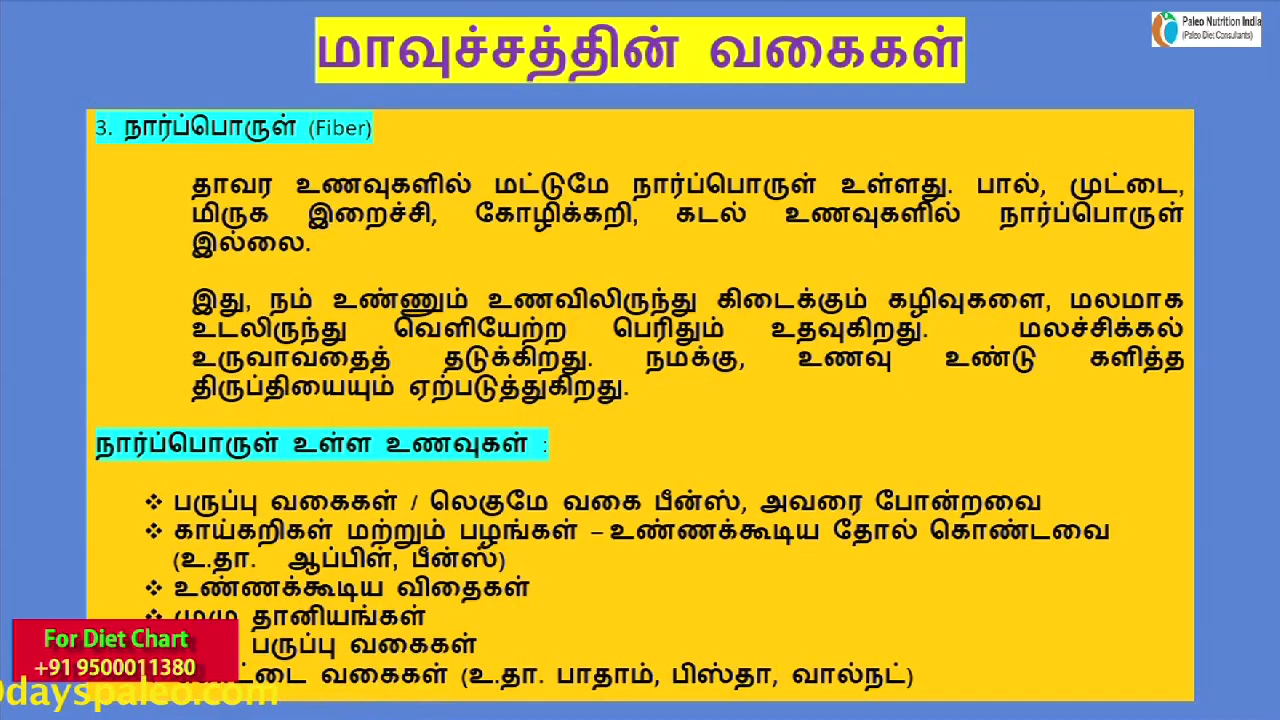 மாவுச்சத்தின் வகைகள்
Paleo Nutrition India
(Paleo Diet Consultants)
3. நார்ப்பொருள் (Fiber)
தாவர உணவுகளில் மட்டுமே நார்ப்பொருள் உள்ளது. பால், முட்டை,
மிருக இறைச்சி, கோழிக்கறி, கடல் உணவுகளில் நார்ப்பொருள்
இல்லை.
இது, நம் உண்ணும் உணவிலிருந்து கிடைக்கும் கழிவுகளை, மலமாக
உடலிருந்து வெளியேற்ற பெரிதும் உதவுகிறது. மலச்சிக்கல்
உருவாவதைத் தடுக்கிறது. நமக்கு, உணவு உண்டு களித்த
திருப்தியையும் ஏற்படுத்துகிறது.
நார்ப்பொருள் உள்ள உணவுகள் :
❖ பருப்பு வகைகள் / லெகுமே வகை பீன்ஸ், அவரை போன்றவை
❖ காய்கறிகள் மற்றும் பழங்கள் – உண்ணக்கூடிய தோல் கொண்டவை
(உ.தா. ஆப்பிள், பீன்ஸ்)
❖ உண்ணக்கூடிய விதைகள்
❖ முழு தானியங்கள்
பருப்பு வகைகள்
வகைகள் (உ.தா. பாதாம், பிஸ்தா, வால்நட்)
For Diet Chart
+91 9500011380
dayspaleo.com